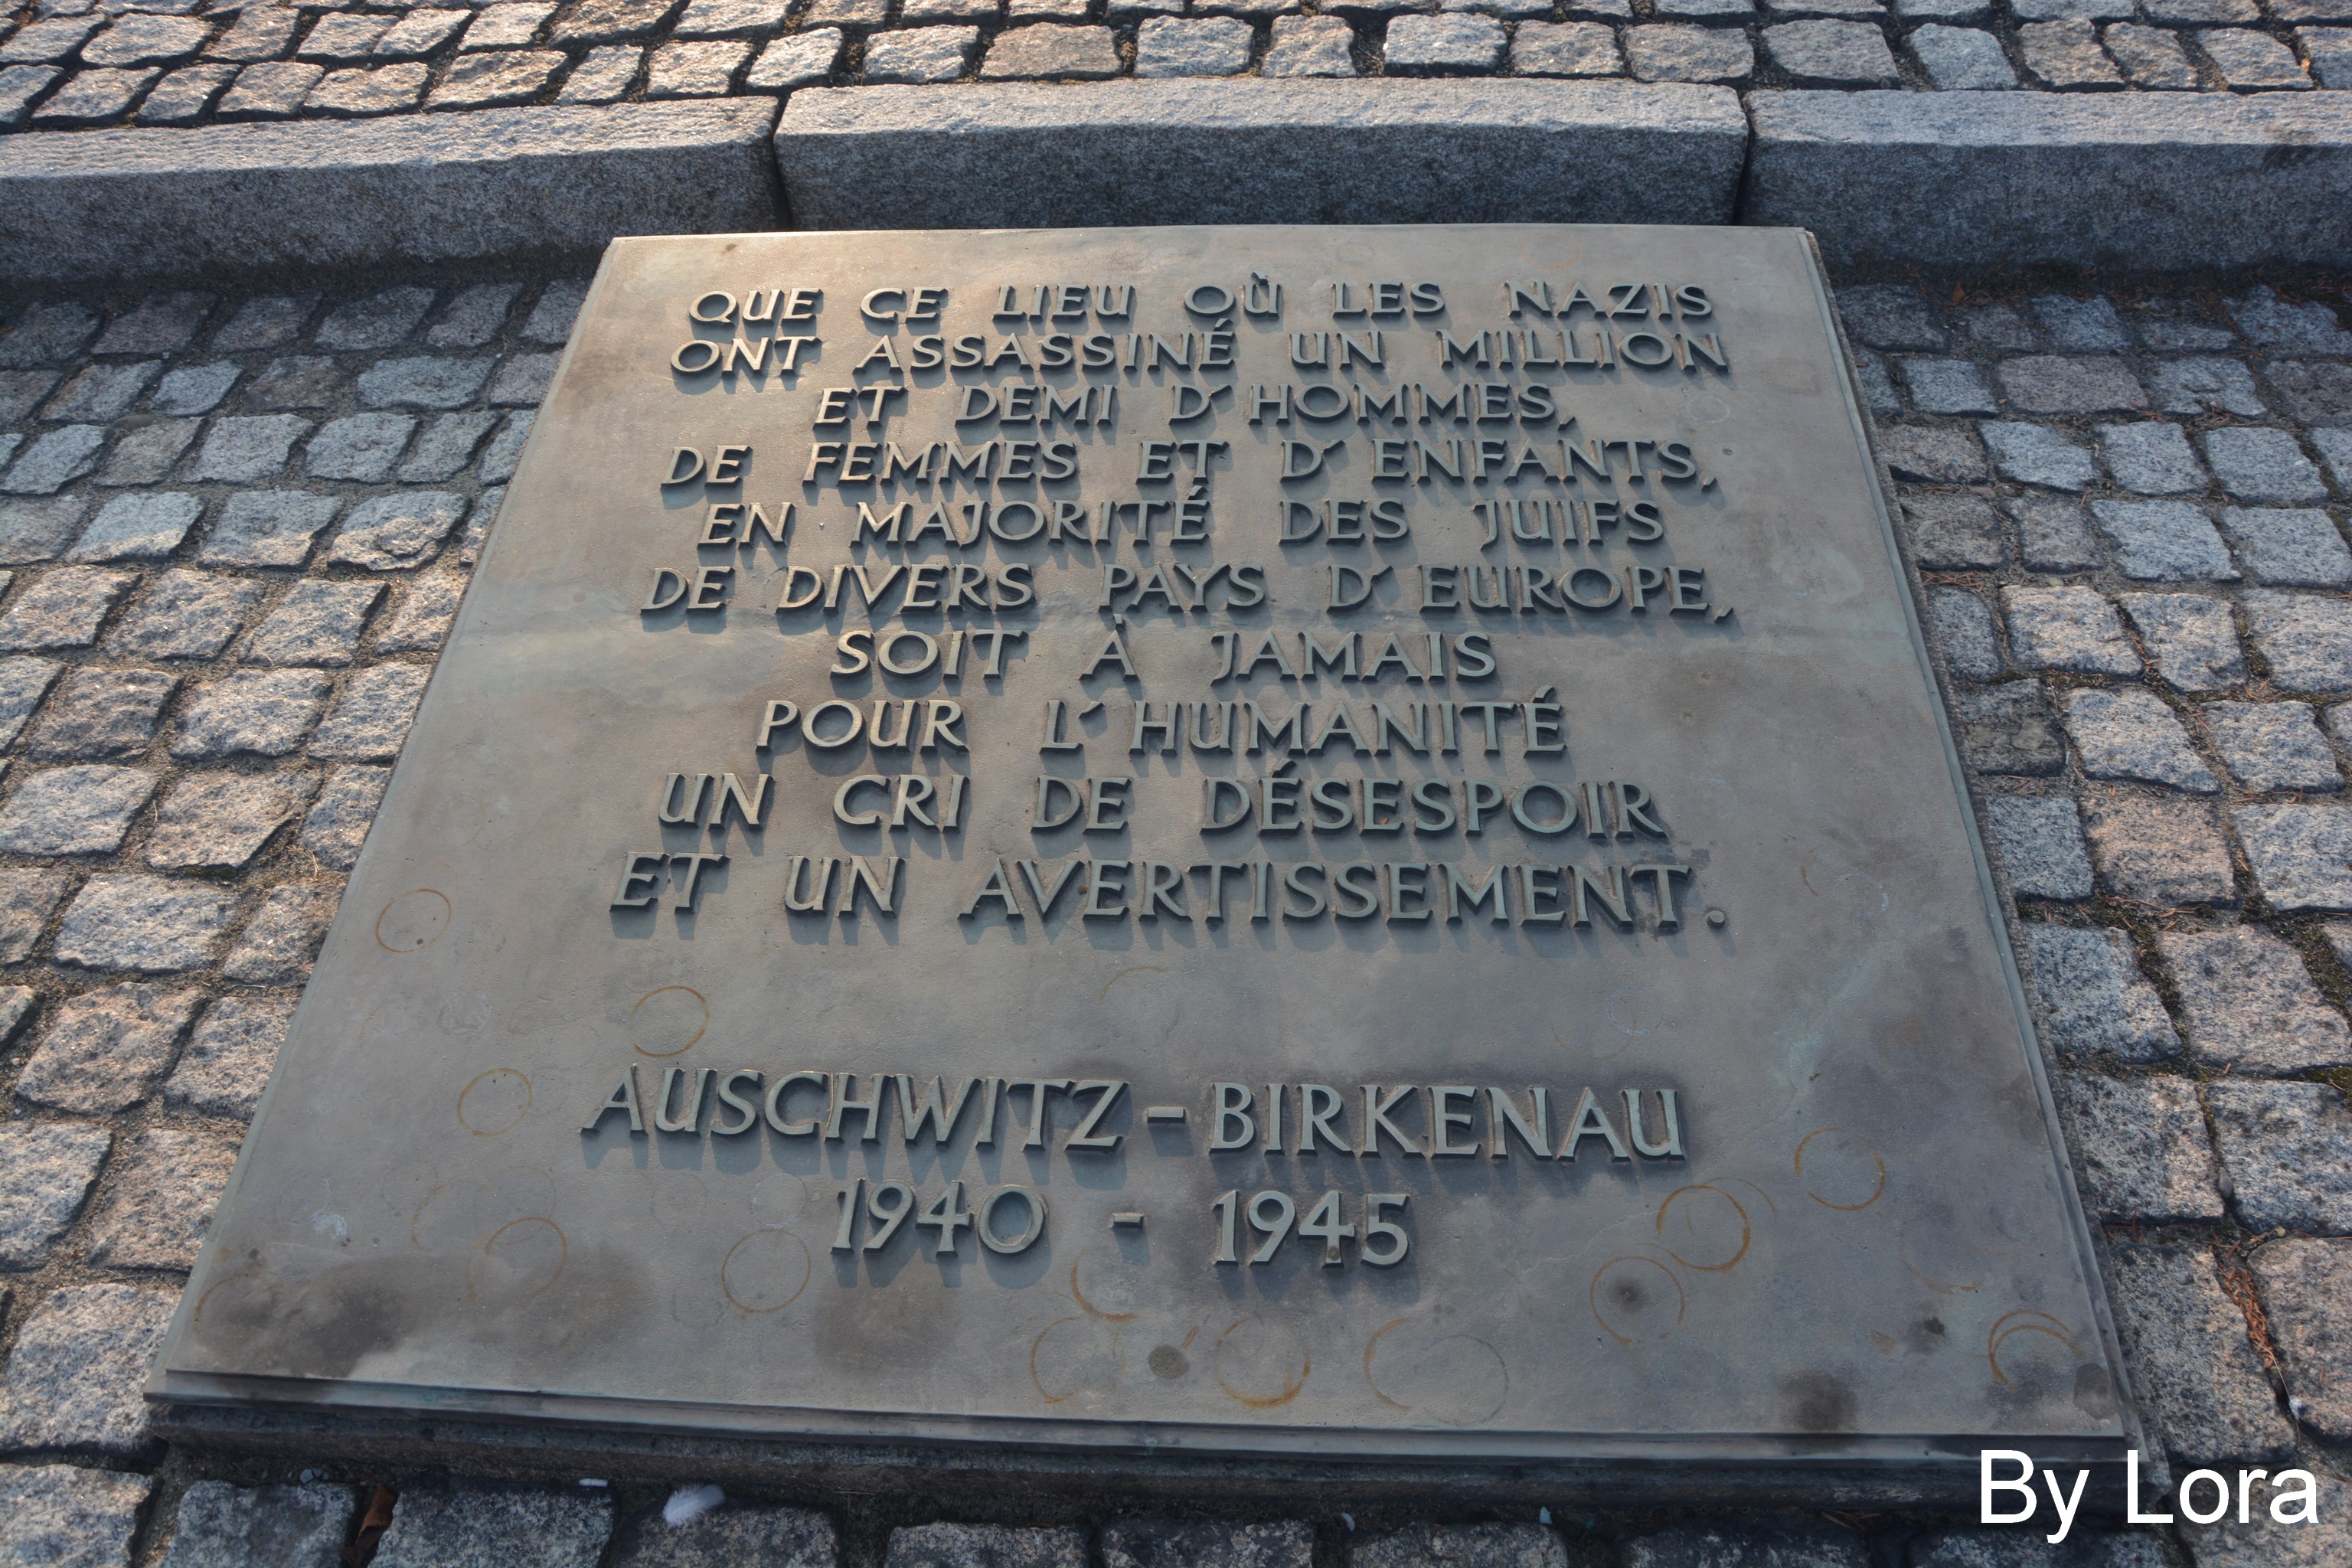 QUE CE LIEU OÙ LES NAZIS
ONT ASSASSINÉ UN MILLION
ET DEMI D'HOMMES,
DE FEMMES ET D'ENFANTS,
EN MAJORITÉ DES JUIFS
DE DIVERS PAYS D'EUROPE,
SOIT À JAMAIS
POUR L'HUMANITÉ
UN CRI DE DÉSESPOIR
ET UN AVERTISSEMENT.
AUSCHWITZ-BIRKENAU
1940 - 1945
By Lora